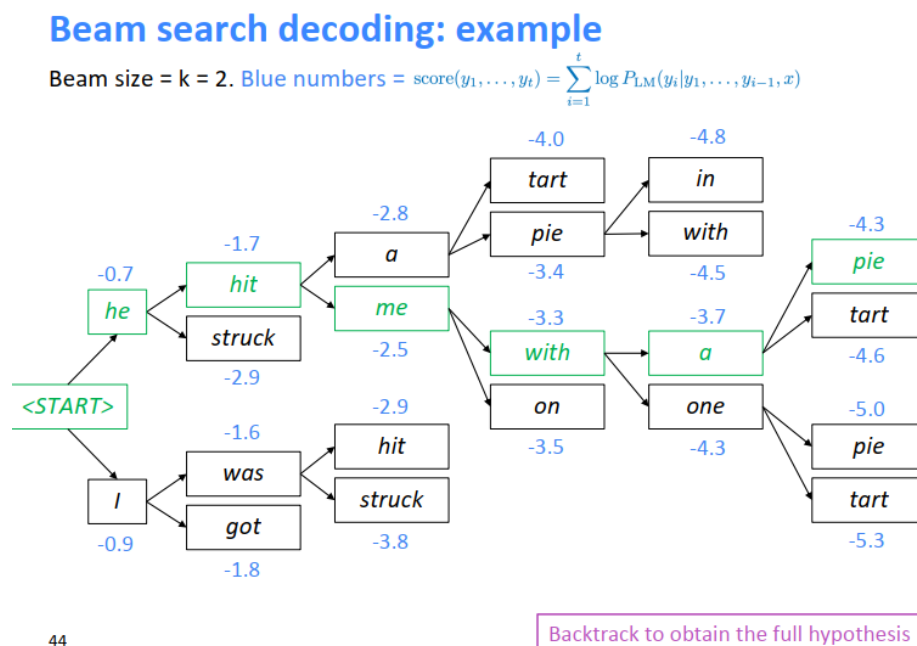 Beam search decoding: example
Beam size = k = 2. Blue numbers = score(y₁, . . . , yₜ) = ∑ᵢ₌₁ᵗ log P_LM(yᵢ|y₁, . . . , yᵢ₋₁, x)
-4.0 -4.8
tart in
-2.8
-1.7 a pie with -4.3
-0.7 hit -3.4 -4.5 pie
he me -3.3 -3.7 tart
struck -2.5 with a -4.6
-2.9
<START> -2.9 on one -5.0
-1.6 hit -3.5 -4.3 pie
was
I struck tart
-0.9 got -3.8 -5.3
-1.8
44
Backtrack to obtain the full hypothesis